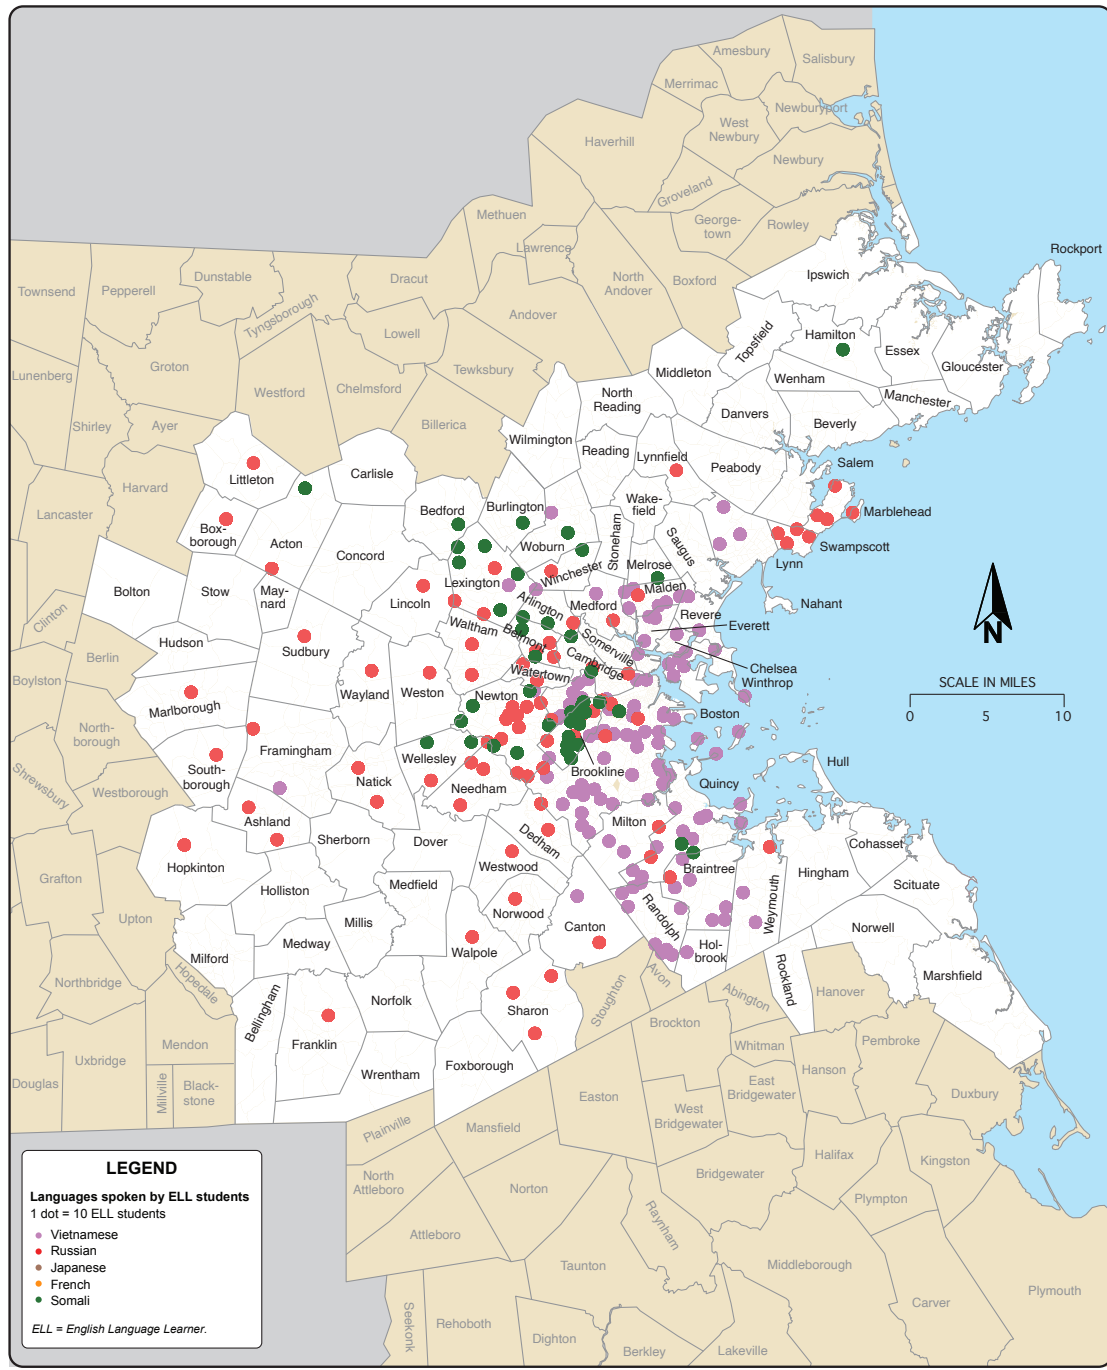 Amesbury
Salisbury
Merrimac
Newburyport
West
Newbury
Haverhill
Newbury
Groveland
Methuen
George-
town
Rowley
Lawrence
Rockport
Dunstable
Dracut
North
Andover
Boxford
Ipswich
Townsend
Pepperell
Tyngsborough
Andover
Lowell
Topsfield
Hamilton
Essex
Groton
Tewksbury
Middleton
Gloucester
Lunenberg
Westford
Chelmsford
Wenham
North
Reading
Manchester
Shirley
Ayer
Billerica
Danvers
Beverly
Wilmington
Reading
Lynnfield
Peabody
Salem
Littleton
Carlisle
Harvard
Wake-
field
Lancaster
Bedford
Burlington
Marblehead
Box-
borough
Acton
Woburn
Stoneham
Saugus
Swampscott
Concord
Winchester
Melrose
Lynn
Bolton
Stow
May-
nard
Lexington
Malden
Lincoln
Arlington
Medford
Nahant
Clinton
Revere
Everett
Waltham
Belmont
Somerville
Hudson
Sudbury
Berlin
Cambridge
Chelsea
Winthrop
Boylston
Watertown
N
SCALE IN MILES
0
5
10
Marlborough
Wayland
Weston
Newton
Boston
North-
borough
Framingham
Wellesley
Hull
South-
borough
Natick
Brookline
Shrewsbury
Westborough
Needham
Quincy
Ashland
Milton
Sherborn
Dover
Dedham
Cohasset
Hopkinton
Westwood
Braintree
Hingham
Grafton
Holliston
Medfield
Scituate
Upton
Norwood
Randolph
Weymouth
Millis
Canton
Norwell
Medway
Walpole
Hol-
brook
Milford
Northbridge
Hopedale
Avon
Rockland
Marshfield
Stoughton
Abington
Hanover
Bellingham
Norfolk
Sharon
Brockton
Mendon
Franklin
Whitman
Pembroke
Uxbridge
Foxborough
Hanson
Douglas
Millville
Black-
stone
Wrentham
Easton
East
Bridgewater
Duxbury
West
Bridgewater
Plainville
Mansfield
Halifax
Kingston
North
Attleboro
Norton
Bridgewater
Plympton
Raynham
Attleboro
Taunton
Middleborough
Plymouth
Carver
Seekonk
Rehoboth
Dighton
Berkley
Lakeville
LEGEND
Languages spoken by ELL students
1 dot = 10 ELL students
Vietnamese
Russian
Japanese
French
Somali
ELL = English Language Learner.